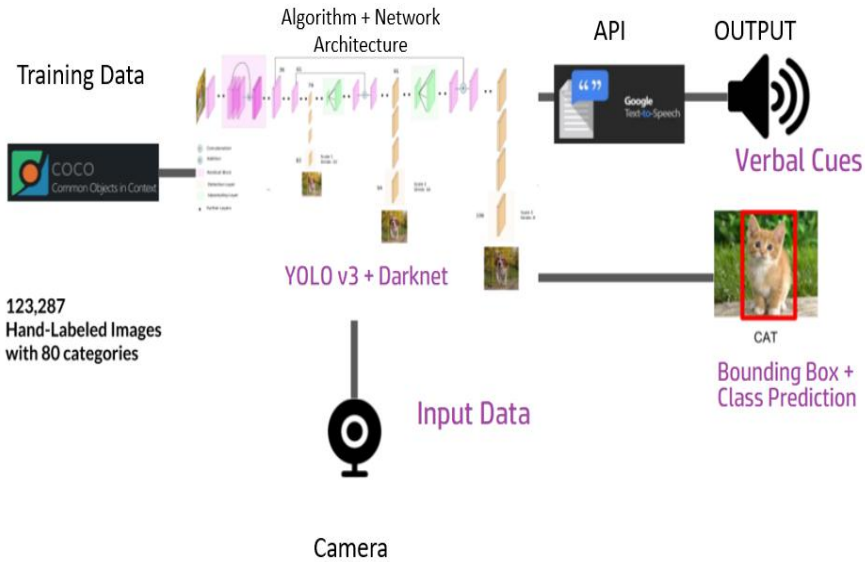 Algorithm + Network
Architecture
API
OUTPUT
Training Data
COCO
Common Objects in Context
Google
Text-to-Speech
Verbal Cues
YOLO v3 + Darknet
123,287
Hand-Labeled Images
with 80 categories
CAT
Bounding Box +
Class Prediction
Input Data
Camera